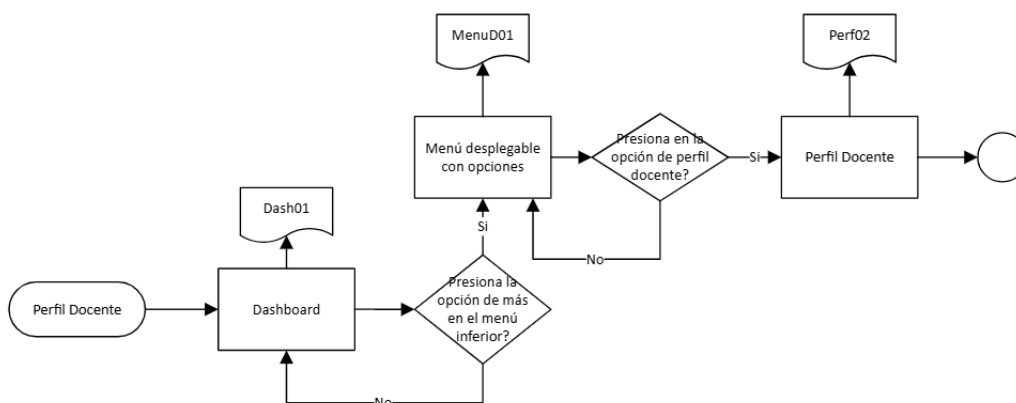 MenuD01
Perf02
Menú desplegable
con opciones
Presiona en la
opción de perfil
docente?
Si
Perfil Docente
Dash01
Si
No
Perfil Docente
Dashboard
Presiona la
opción de más
en el menú
inferior?
No